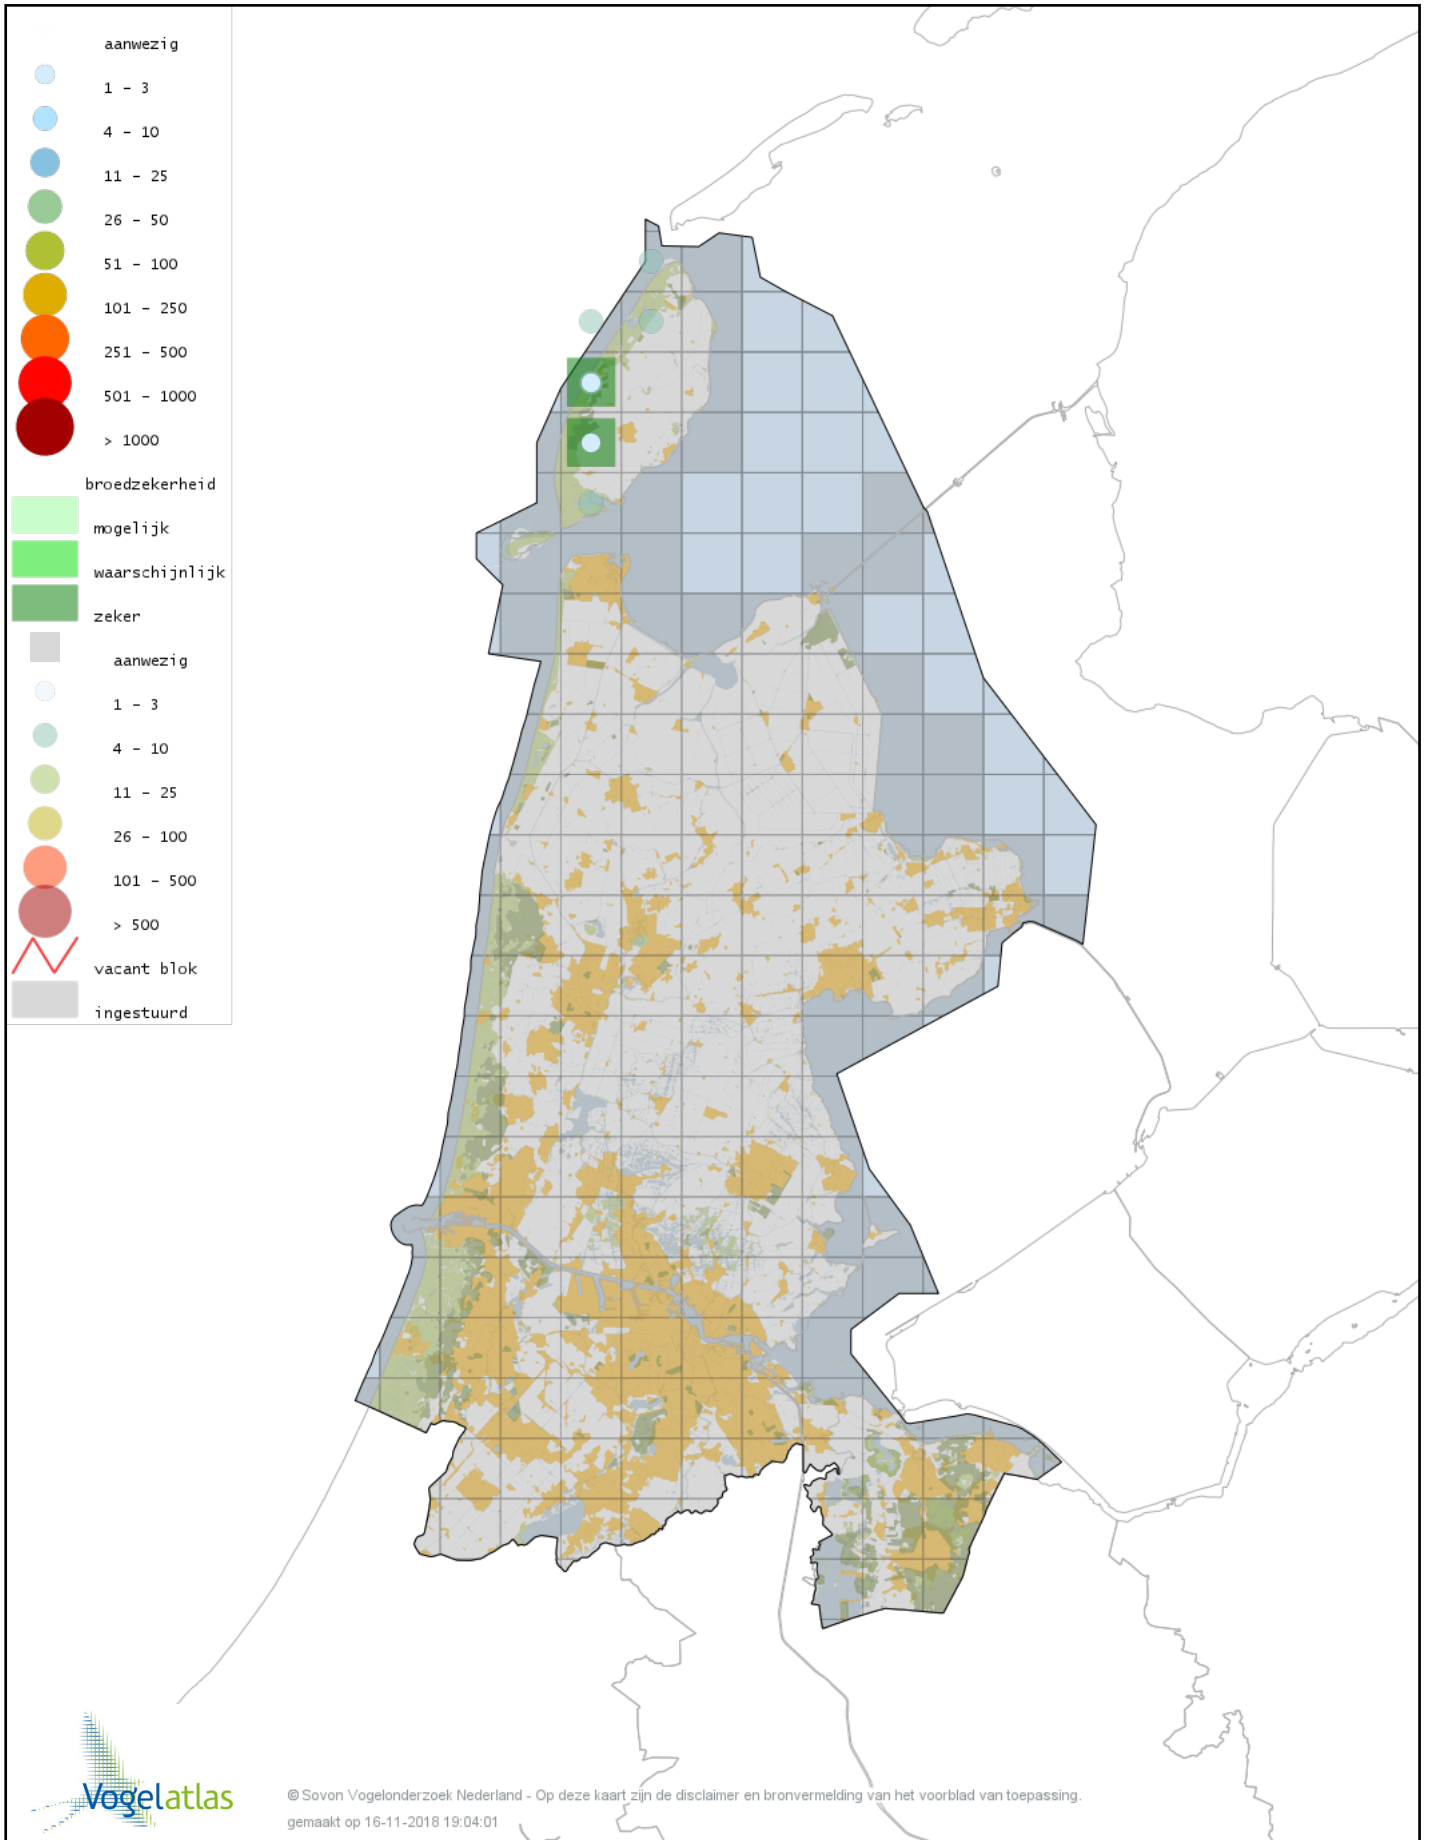 aanwezig
1 - 3
4 - 10
11 - 25
26 - 50
51 - 100
101 - 250
251 - 500
501 - 1000
> 1000
broedzekerheid
mogelijk
waarschijnlijk
zeker
aanwezig
1 - 3
4 - 10
11 - 25
26 - 100
101 - 500
> 500
vacant blok
ingestuurd
Vogelatlas
© Sovon Vogelonderzoek Nederland - Op deze kaart zijn de disclaimer en bronvermelding van het voorblad van toepassing.
gemaakt op 16-11-2018 19:04:01